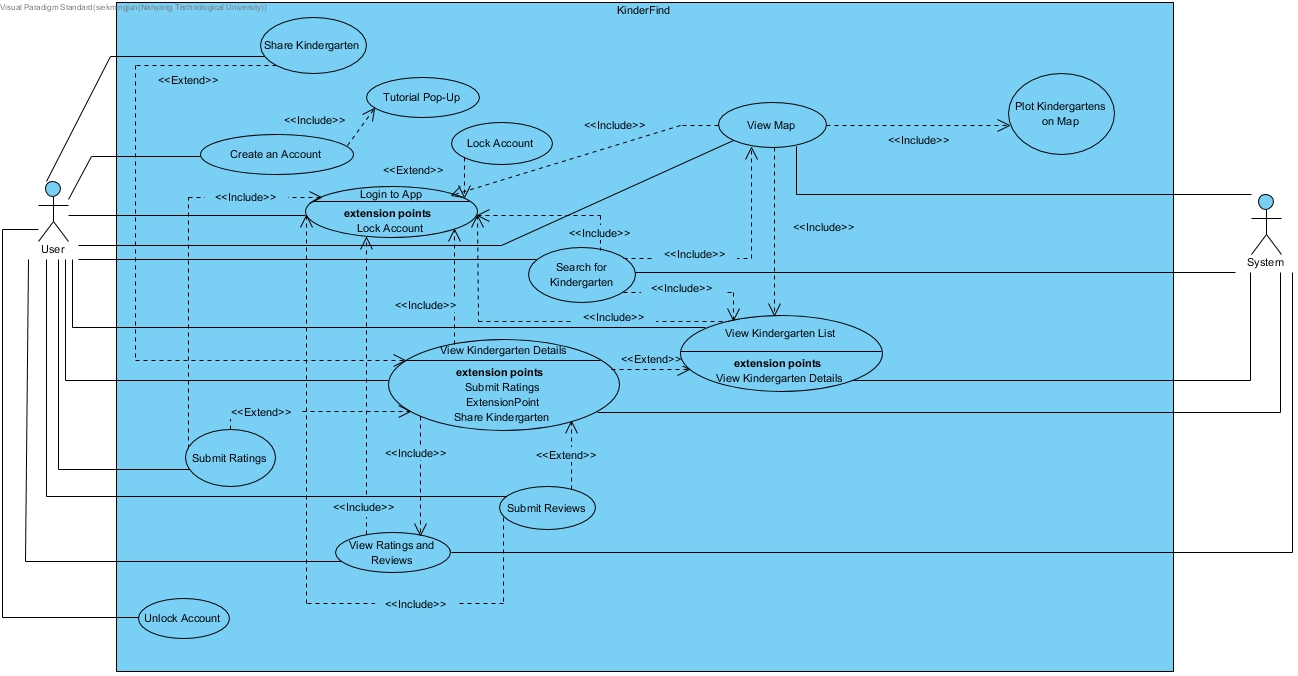 Visual Paradigm Standard(siekmingjun(Nanyang Technological University))
KinderFind
Share Kindergarten
<<Extend>>
Tutorial Pop-Up
Plot Kindergartens
on Map
<<Include>>
<<Include>>
View Map
<<Include>>
Lock Account
Create an Account
<<Extend>>
<<Include>>
Login to App
extension points
Lock Account
<<Include>>
<<Include>>
User
<<Include>>
System
Search for
Kindergarten
<<Include>>
<<Include>>
<<Include>>
View Kindergarten List
extension points
View Kindergarten Details
View Kindergarten Details
extension points
Submit Ratings
ExtensionPoint
Share Kindergarten
<<Extend>>
<<Extend>>
<<Include>>
<<Extend>>
Submit Ratings
<<Include>>
Submit Reviews
View Ratings and
Reviews
<<Include>>
Unlock Account